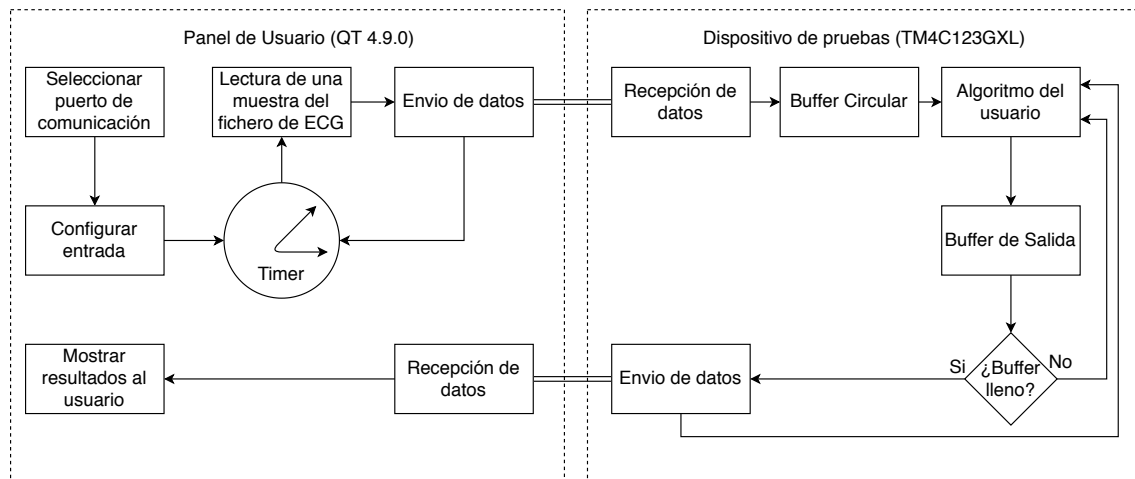 Panel de Usuario (QT 4.9.0)
Seleccionar
puerto de
comunicación
Lectura de una
muestra del
fichero de ECG
Envio de datos
Configurar
entrada
Timer
Mostrar
resultados al
usuario
Recepción de
datos
Dispositivo de pruebas (TM4C123GXL)
Recepción de
datos
Buffer Circular
Algoritmo del
usuario
Buffer de Salida
¿Buffer
lleno?
Si
No
Envio de datos